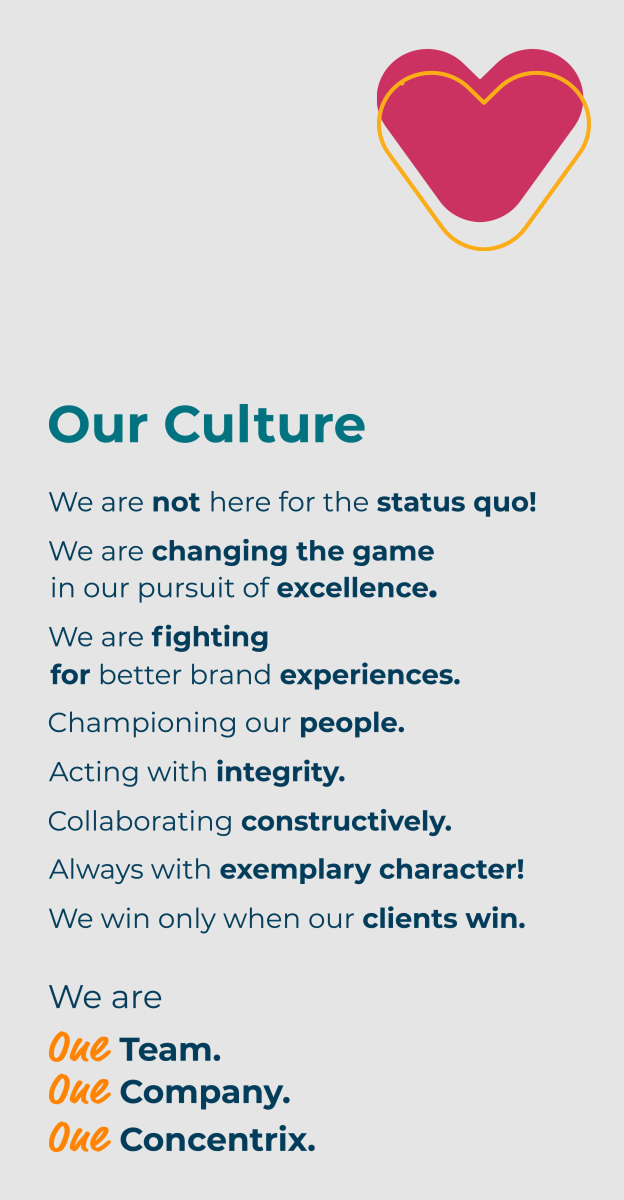 Our Culture
We are not here for the status quo!
We are changing the game
in our pursuit of excellence.
We are fighting
for better brand experiences.
Championing our people.
Acting with integrity.
Collaborating constructively.
Always with exemplary character!
We win only when our clients win.
We are
One Team.
One Company.
One Concentrix.